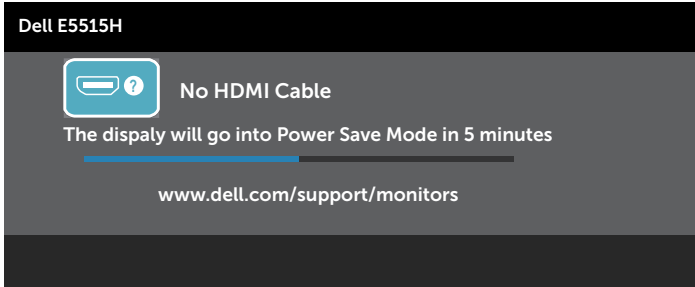 Dell E5515H
?
No HDMI Cable
The dispaly will go into Power Save Mode in 5 minutes
www.dell.com/support/monitors